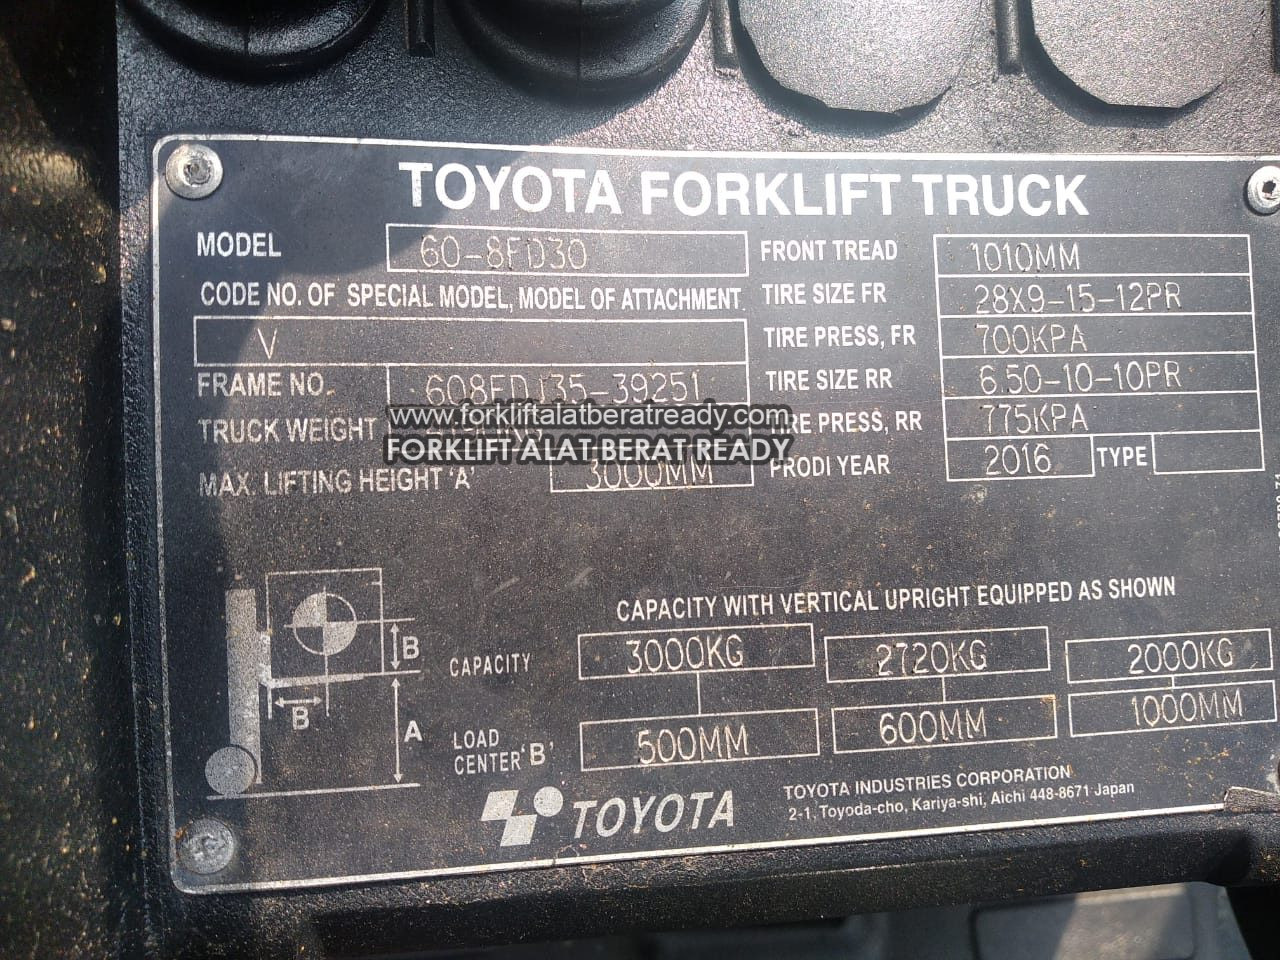 TOYOTA FORKLIFT TRUCK
MODEL 60-8FD30 FRONT TREAD 1010MM
CODE NO. OF SPECIAL MODEL, MODEL OF ATTACHMENT TIRE SIZE FR 28X9-15-12PR
V TIRE PRESS, FR 700KPA
FRAME NO. 608FDJ35-39251 TIRE SIZE RR 6.50-10-10PR
www.forkliftalatberatready.com
TRUCK WEIGHT TIRE PRESS, RR 775KPA
FORKLIFT ALAT BERAT READY
MAX. LIFTING HEIGHT 'A' 3000MM PRODI YEAR 2016 TYPE
CAPACITY WITH VERTICAL UPRIGHT EQUIPPED AS SHOWN
B
CAPACITY 3000KG 2720KG 2000KG
B
A
LOAD CENTER 'B' 500MM 600MM 1000MM
TOYOTA
TOYOTA INDUSTRIES CORPORATION
2-1, Toyoda-cho, Kariya-shi, Aichi 448-8671 Japan